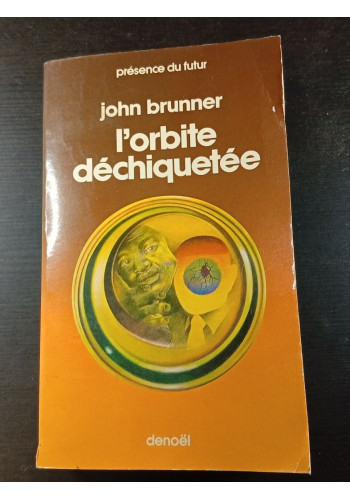 présence du futur
john brunner
l'orbite
déchiquetée
denoël